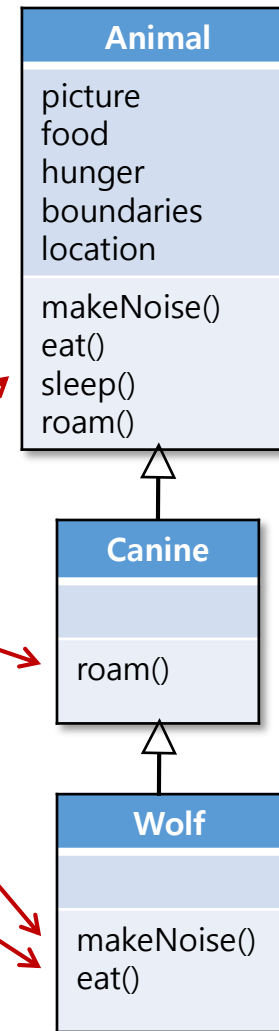 Animal
picture
food
hunger
boundaries
location
makeNoise()
eat()
sleep()
roam()
Canine
roam()
Wolf
makeNoise()
eat()